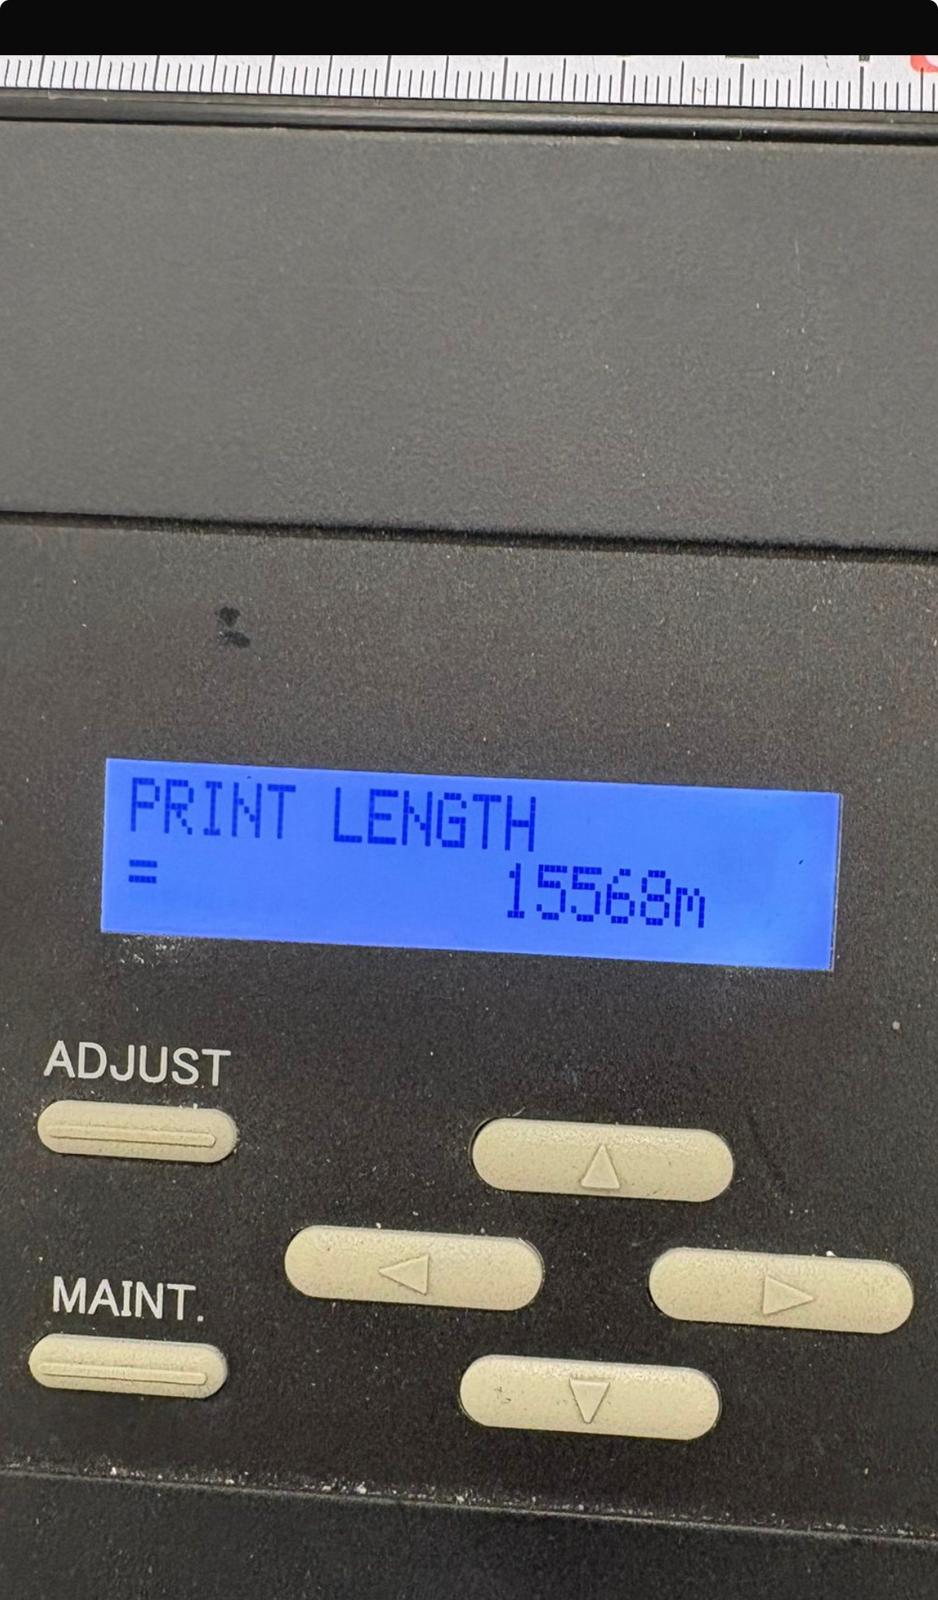 PRINT LENGTH
= 15568m
ADJUST
MAINT.